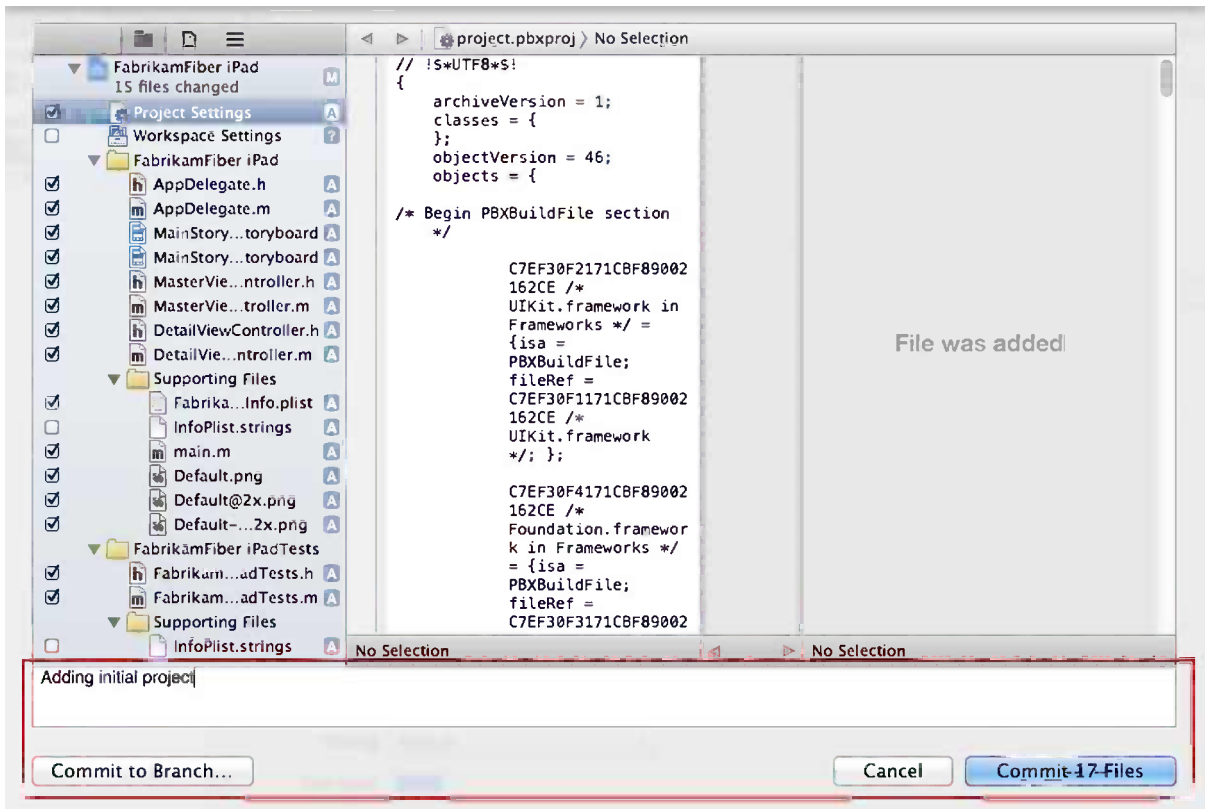 project.pbxproj 〉 No Selection
FabrikamFiber iPad
15 files changed
M
Project Settings
A
Workspace Settings
?
FabrikamFiber iPad
h AppDelegate.h A
m AppDelegate.m A
MainStory...toryboard A
MainStory...toryboard A
h MasterVie...ntroller.h A
m MasterVie...troller.m A
h DetailViewController.h A
m DetailVie...ntroller.m A
Supporting Files
Fabrika...Info.plist A
InfoPlist.strings A
m main.m A
Default.png A
Default@2x.png A
Default-...2x.png A
FabrikamFiber iPadTests
h Fabrikam...adTests.h A
m Fabrikam...adTests.m A
Supporting Files
InfoPlist.strings A
// !$*UTF8*$!
{
archiveVersion = 1;
classes = {
};
objectVersion = 46;
objects = {
/* Begin PBXBuildFile section
*/
C7EF30F2171CBF89002
162CE /*
UIKit.framework in
Frameworks */ =
{isa =
PBXBuildFile;
fileRef =
C7EF30F1171CBF89002
162CE /*
UIKit.framework
*/; };
C7EF30F4171CBF89002
162CE /*
Foundation.framewor
k in Frameworks */
= {isa =
PBXBuildFile;
fileRef =
C7EF30F3171CBF89002
File was added
No Selection
No Selection
Adding initial project
Commit to Branch...
Cancel
Commit 17 Files